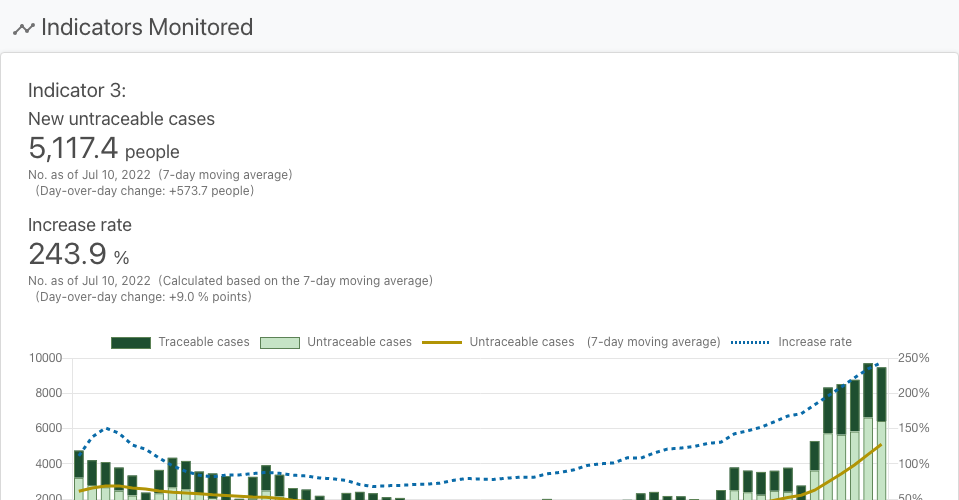 Indicators Monitored
Indicator 3:
New untraceable cases
5,117.4 people
No. as of Jul 10, 2022 (7-day moving average)
(Day-over-day change: +573.7 people)
Increase rate
243.9 %
No. as of Jul 10, 2022 (Calculated based on the 7-day moving average)
(Day-over-day change: +9.0 % points)
Traceable cases Untraceable cases Untraceable cases (7-day moving average) Increase rate
10000 250%
8000 200%
6000 150%
4000 100%
2000 50%